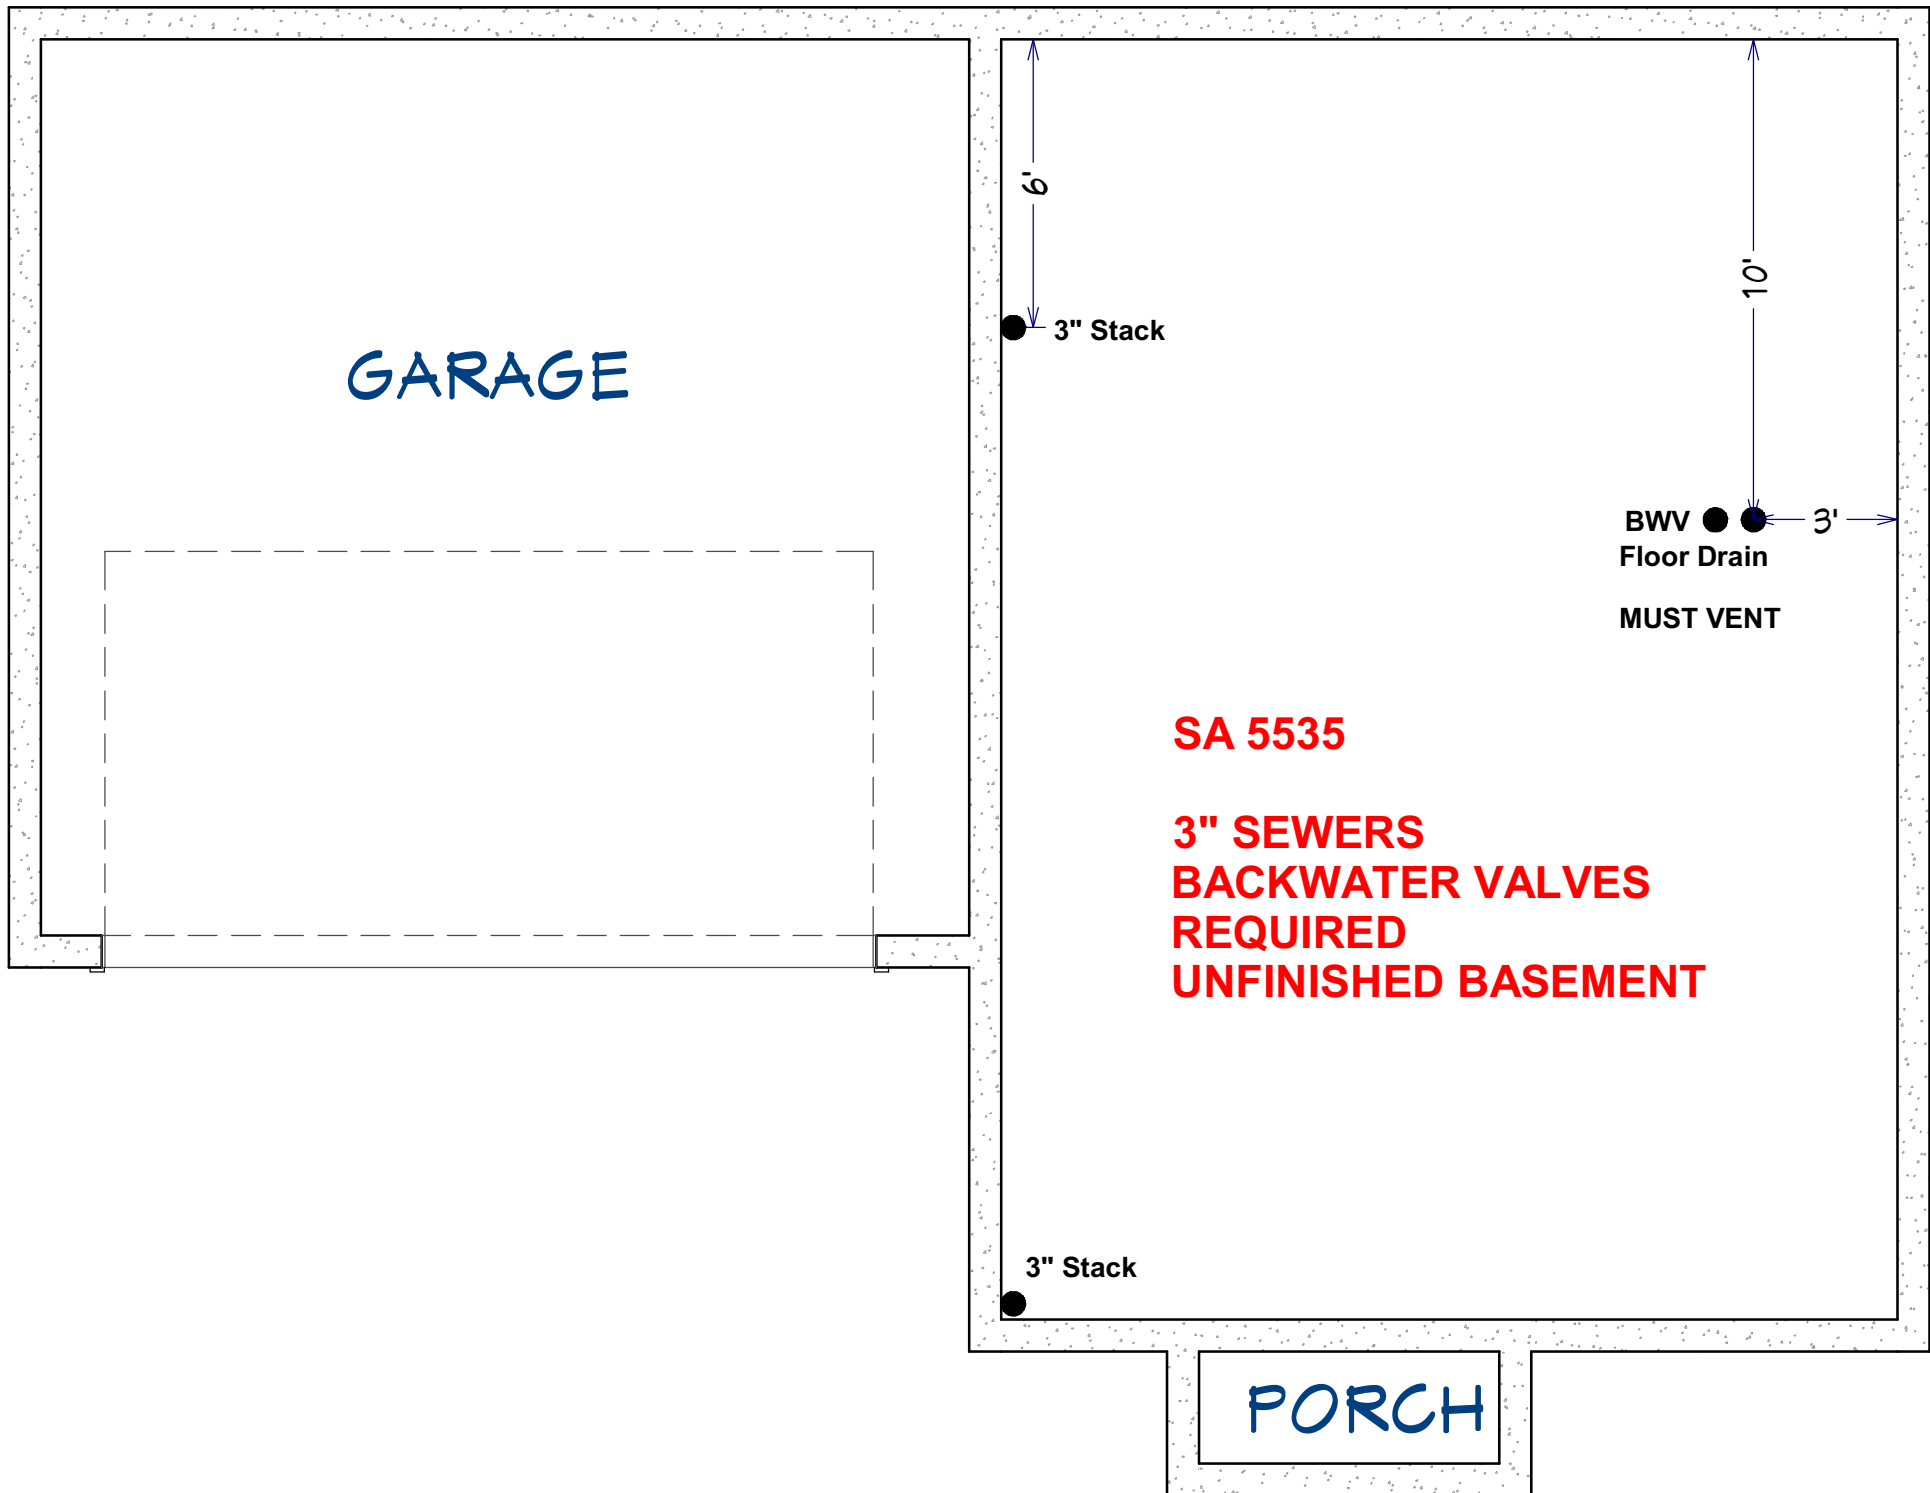 6'
10'
3" Stack
GARAGE
BWV
3'
Floor Drain
MUST VENT
SA 5535
3" SEWERS
BACKWATER VALVES
REQUIRED
UNFINISHED BASEMENT
3" Stack
PORCH